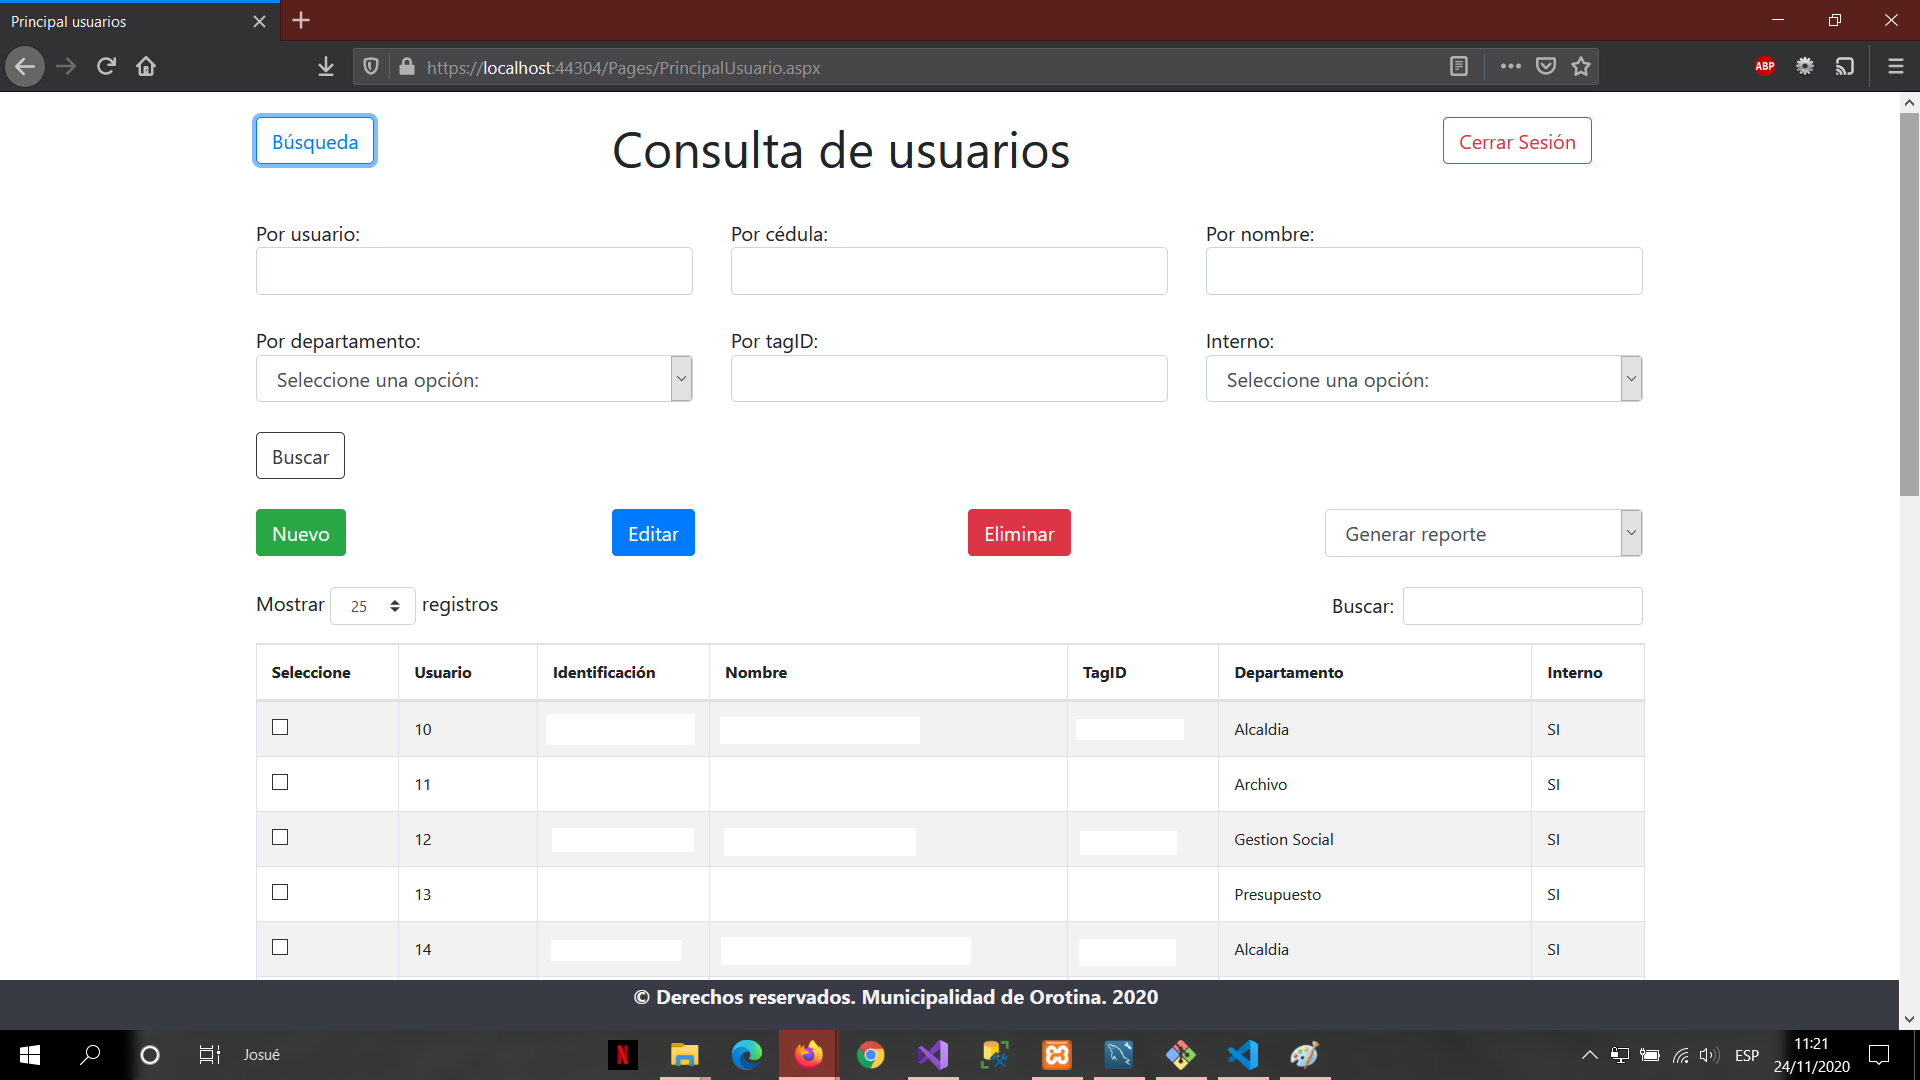 Principal usuarios
https://localhost:44304/Pages/PrincipalUsuario.aspx
ABP
Búsqueda
Consulta de usuarios
Cerrar Sesión
Por usuario:
Por cédula:
Por nombre:
Por departamento:
Por tagID:
Interno:
Seleccione una opción:
Seleccione una opción:
Buscar
Nuevo
Editar
Eliminar
Generar reporte
Mostrar 25 registros
Buscar:
Seleccione Usuario Identificación Nombre TagID Departamento Interno
10 Alcaldia SI
11 Archivo SI
12 Gestion Social SI
13 Presupuesto SI
14 Alcaldia SI
© Derechos reservados. Municipalidad de Orotina. 2020
Josué
N
ESP
11:21
24/11/2020